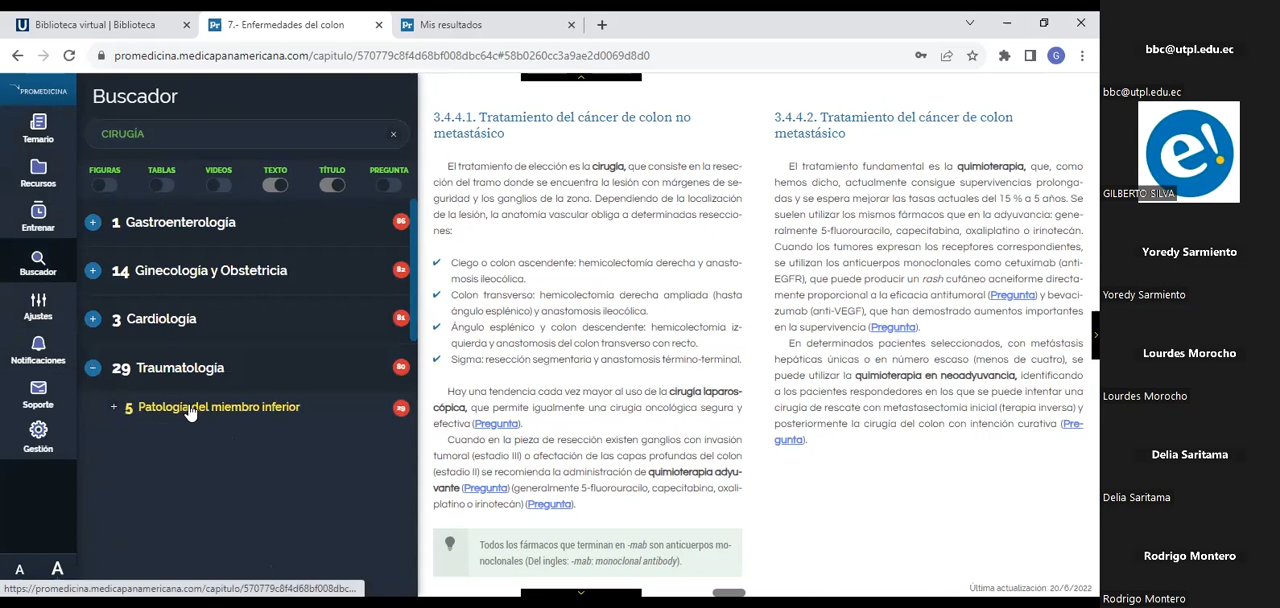 Biblioteca virtual | Biblioteca
7.- Enfermedades del colon
Mis resultados
promedicina.medicapanamericana.com/capitulo/570779c8f4d68bf008dbc64c#58b0260cc3a9ae2d0069d8d0
G
PROMEDICINA
Temario
Recursos
Entrenar
Buscador
Ajustes
Notificaciones
Soporte
Gestión
A A
Buscador
CIRUGÍA
FIGURAS TABLAS VIDEOS TEXTO TÍTULO PREGUNTA
1 Gastroenterología 86
14 Ginecología y Obstetricia 82
3 Cardiología 81
29 Traumatología 80
5 Patología del miembro inferior 29
https://promedicina.medicapanamericana.com/capitulo/570779c8f4d68bf008dbc...
3.4.4.1. Tratamiento del cáncer de colon no
metastásico
El tratamiento de elección es la cirugía, que consiste en la resec-
ción del tramo donde se encuentra la lesión con márgenes de se-
guridad y los ganglios de la zona. Dependiendo de la localización
de la lesión, la anatomía vascular obliga a determinadas reseccio-
nes:
✔ Ciego o colon ascendente: hemicolectomía derecha y anasto-
mosis ileocólica.
✔ Colon transverso: hemicolectomía derecha ampliada (hasta
ángulo esplénico) y anastomosis ileocólica.
✔ Ángulo esplénico y colon descendente: hemicolectomía iz-
quierda y anastomosis del colon transverso con recto.
✔ Sigma: resección segmentaria y anastomosis término-terminal.
Hay una tendencia cada vez mayor al uso de la cirugía laparos-
cópica, que permite igualmente una cirugía oncológica segura y
efectiva (Pregunta).
Cuando en la pieza de resección existen ganglios con invasión
tumoral (estadio III) o afectación de las capas profundas del colon
(estadio II) se recomienda la administración de quimioterapia adyu-
vante (Pregunta) (generalmente 5-fluorouracilo, capecitabina, oxali-
platino o irinotecán) (Pregunta).
Todos los fármacos que terminan en -mab son anticuerpos mo-
noclonales (Del ingles: -mab: monoclonal antibody).
3.4.4.2. Tratamiento del cáncer de colon
metastásico
El tratamiento fundamental es la quimioterapia, que, como
hemos dicho, actualmente consigue supervivencias prolonga-
das y se espera mejorar las tasas actuales del 15 % a 5 años. Se
suelen utilizar los mismos fármacos que en la adyuvancia: gene-
ralmente 5-fluorouracilo, capecitabina, oxaliplatino o irinotecán.
Cuando los tumores expresan los receptores correspondientes,
se utilizan los anticuerpos monoclonales como cetuximab (anti-
EGFR), que puede producir un rash cutáneo acneiforme directa-
mente proporcional a la eficacia antitumoral (Pregunta) y bevaci-
zumab (anti-VEGF), que han demostrado aumentos importantes
en la supervivencia (Pregunta).
En determinados pacientes seleccionados, con metástasis
hepáticas únicas o en número escaso (menos de cuatro), se
puede utilizar la quimioterapia en neoadyuvancia, identificando
a los pacientes respondedores en los que se puede intentar una
cirugía de rescate con metastasectomía inicial (terapia inversa) y
posteriormente la cirugía del colon con intención curativa (Pre-
gunta).
Última actualización: 20/6/2022
bbc@utpl.edu.ec
bbc@utpl.edu.ec
e!
GILBERTO SILVA
Yoredy Sarmiento
Yoredy Sarmiento
Lourdes Morocho
Lourdes Morocho
Delia Saritama
Delia Saritama
Rodrigo Montero
Rodrigo Montero